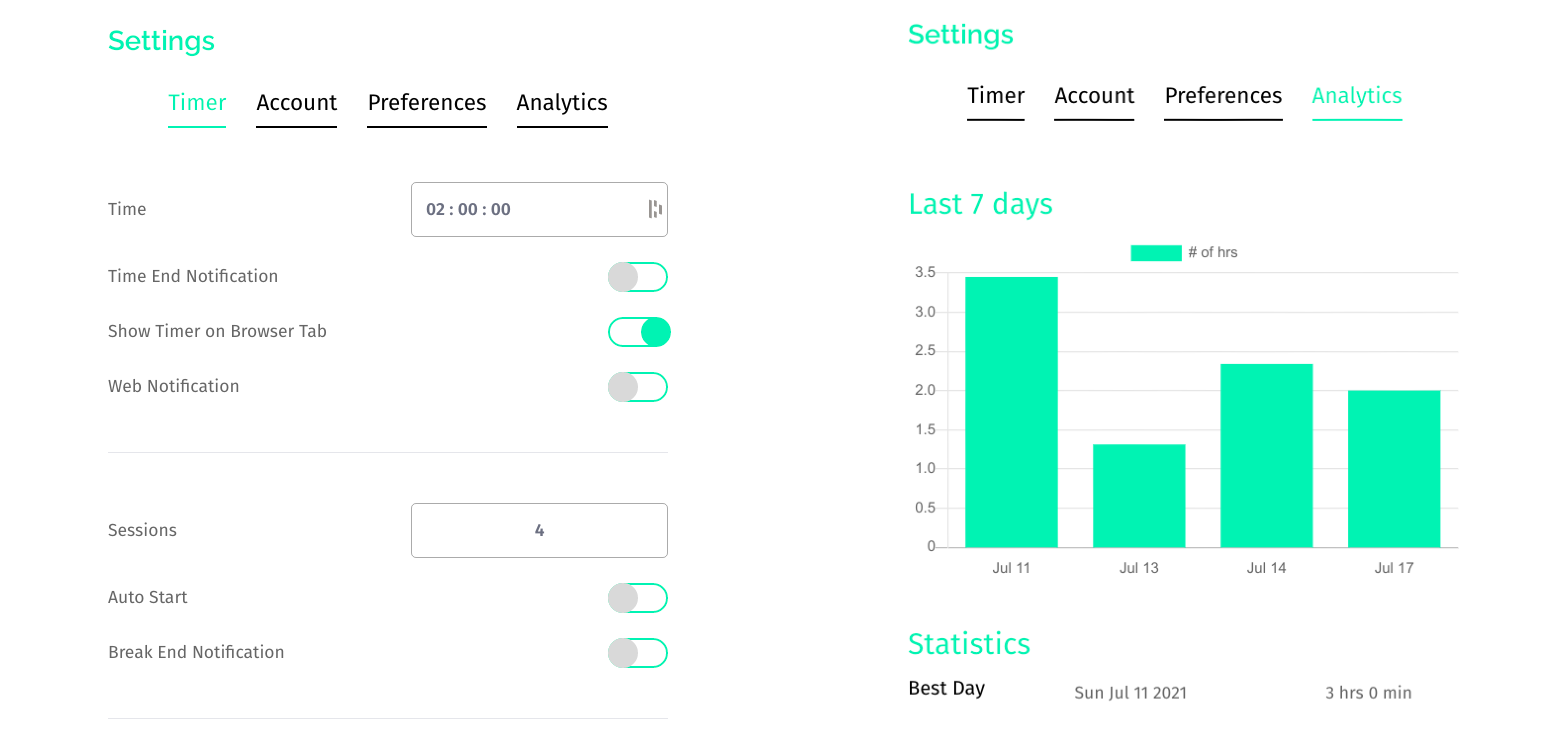 Settings
Timer Account Preferences Analytics
Time 02 : 00 : 00
Time End Notification
Show Timer on Browser Tab
Web Notification
Sessions 4
Auto Start
Break End Notification
Settings
Timer Account Preferences Analytics
Last 7 days
# of hrs
3.5
3.0
2.5
2.0
1.5
1.0
0.5
0
Jul 11 Jul 13 Jul 14 Jul 17
Statistics
Best Day Sun Jul 11 2021 3 hrs 0 min